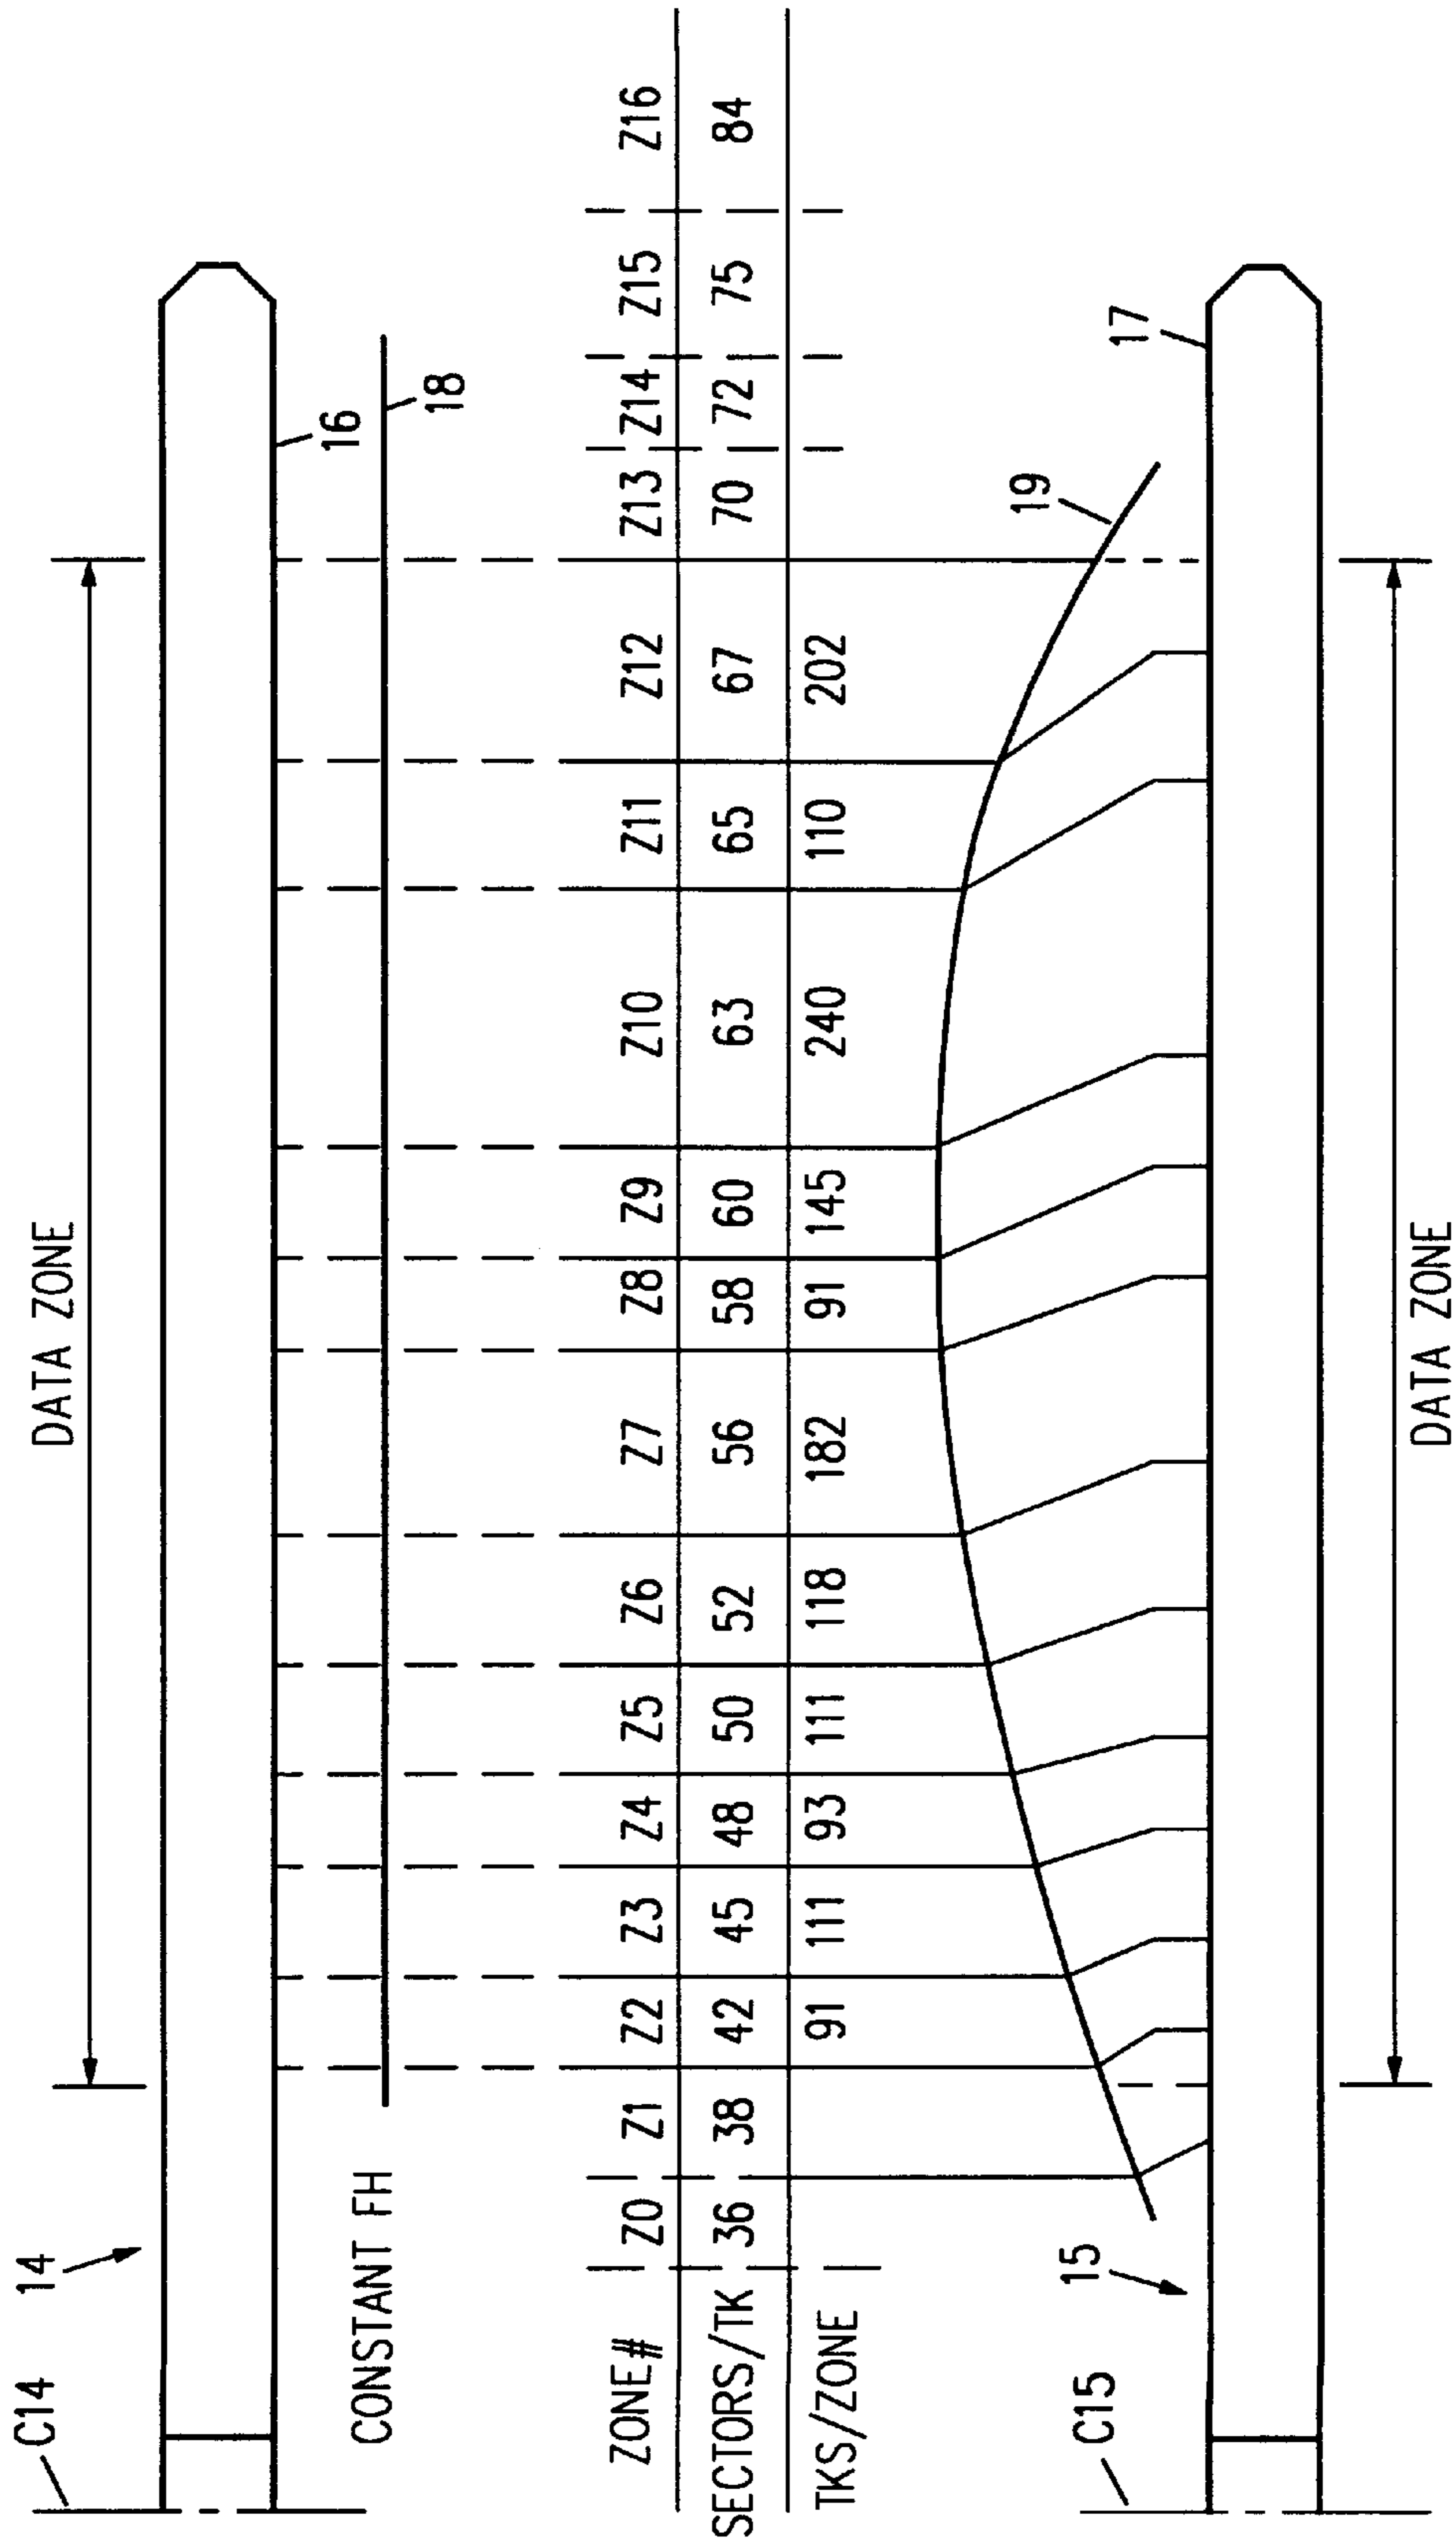 DATA ZONE
C14 14
16
CONSTANT FH 18
ZONE# Z0 Z1 Z2 Z3 Z4 Z5 Z6 Z7 Z8 Z9 Z10 Z11 Z12 Z13 Z14 Z15 Z16
SECTORS/TK 36 38 42 45 48 50 52 56 58 60 63 65 67 70 72 75 84
TKS/ZONE 91 111 93 111 118 182 91 145 240 110 202
19
C15 15 17
DATA ZONE